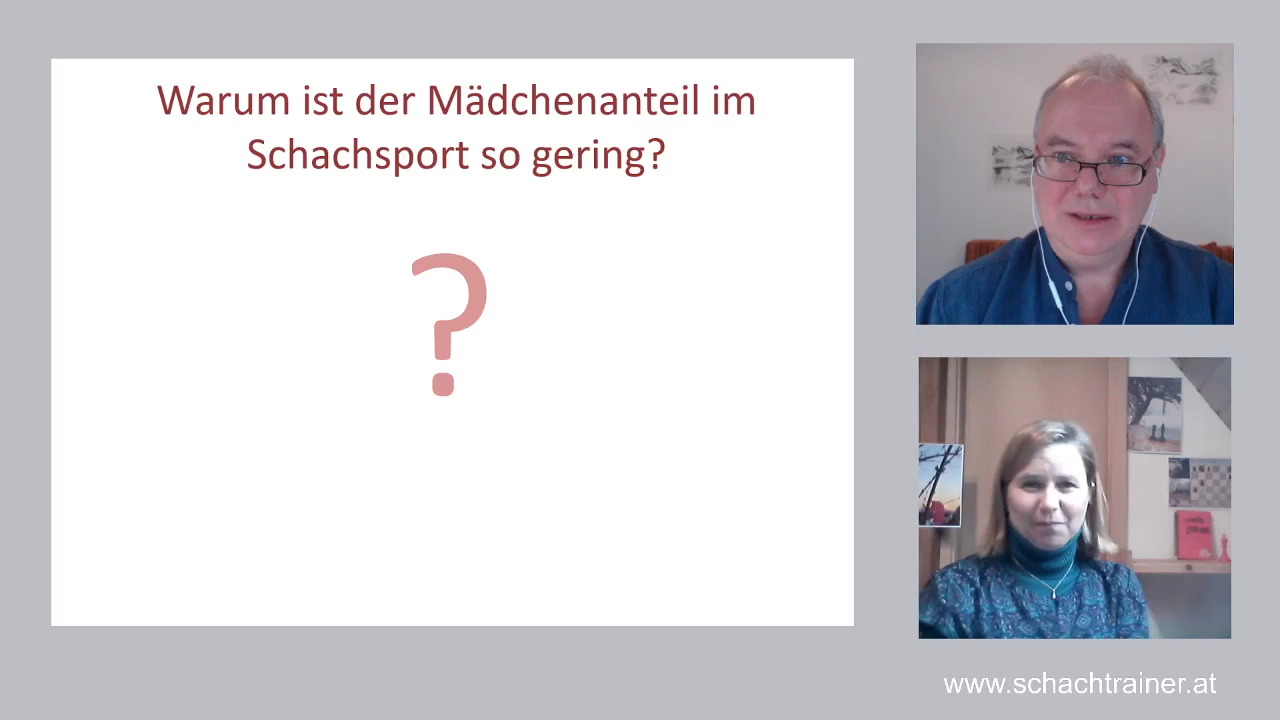 Warum ist der Mädchenanteil im
Schachsport so gering?
?
www.schachtrainer.at